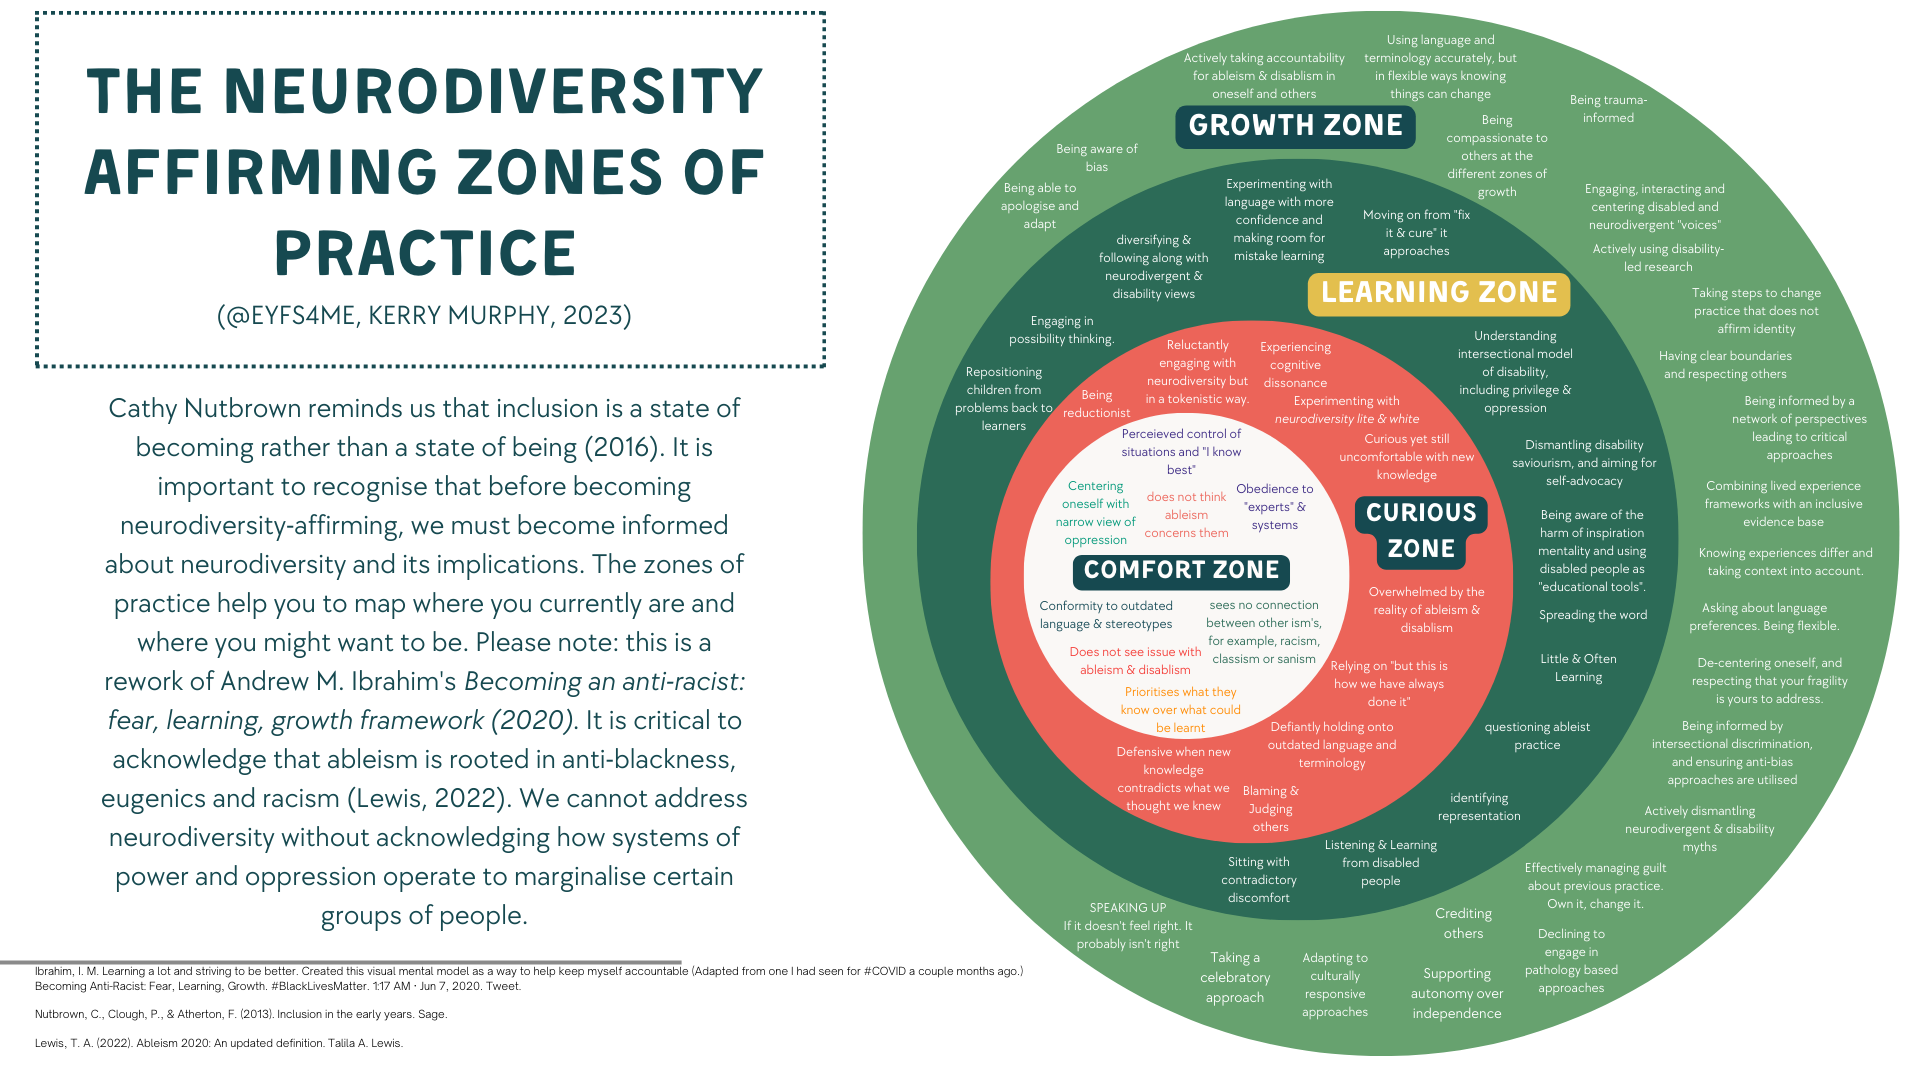 THE NEURODIVERSITY
AFFIRMING ZONES OF
PRACTICE
(@EYFS4ME, KERRY MURPHY, 2023)
Cathy Nutbrown reminds us that inclusion is a state of
becoming rather than a state of being (2016). It is
important to recognise that before becoming
neurodiversity-affirming, we must become informed
about neurodiversity and its implications. The zones of
practice help you to map where you currently are and
where you might want to be. Please note: this is a
rework of Andrew M. Ibrahim's Becoming an anti-racist:
fear, learning, growth framework (2020). It is critical to
acknowledge that ableism is rooted in anti-blackness,
eugenics and racism (Lewis, 2022). We cannot address
neurodiversity without acknowledging how systems of
power and oppression operate to marginalise certain
groups of people.
Ibrahim, I. M. Learning a lot and striving to be better. Created this visual mental model as a way to help keep myself accountable (Adapted from one I had seen for #COVID a couple months ago.)
Becoming Anti-Racist: Fear, Learning, Growth. #BlackLivesMatter. 1:17 AM · Jun 7, 2020. Tweet.
Nutbrown, C., Clough, P., & Atherton, F. (2013). Inclusion in the early years. Sage.
Lewis, T. A. (2022). Ableism 2020: An updated definition. Talila A. Lewis.
Actively taking accountability
for ableism & disablism in
oneself and others
Using language and
terminology accurately, but
in flexible ways knowing
things can change
GROWTH ZONE
Being trauma-
informed
Being
compassionate to
others at the
different zones of
growth
Being aware of
bias
Being able to
apologise and
adapt
Engaging, interacting and
centering disabled and
neurodivergent "voices"
Actively using disability-
led research
Taking steps to change
practice that does not
affirm identity
Having clear boundaries
and respecting others
Being informed by a
network of perspectives
leading to critical
approaches
Combining lived experience
frameworks with an inclusive
evidence base
Knowing experiences differ and
taking context into account.
Asking about language
preferences. Being flexible.
De-centering oneself, and
respecting that your fragility
is yours to address.
Being informed by
intersectional discrimination,
and ensuring anti-bias
approaches are utilised
Actively dismantling
neurodivergent & disability
myths
Effectively managing guilt
about previous practice.
Own it, change it.
Crediting
others
Declining to
engage in
pathology based
approaches
Supporting
autonomy over
independence
Adapting to
culturally
responsive
approaches
Taking a
celebratory
approach
SPEAKING UP
If it doesn't feel right. It
probably isn't right
Experimenting with
language with more
confidence and
making room for
mistake learning
Moving on from "fix
it & cure" it
approaches
diversifying &
following along with
neurodivergent &
disability views
LEARNING ZONE
Engaging in
possibility thinking.
Repositioning
children from
problems back to
learners
Understanding
intersectional model
of disability,
including privilege &
oppression
Dismantling disability
saviourism, and aiming for
self-advocacy
Being aware of the
harm of inspiration
mentality and using
disabled people as
"educational tools".
Spreading the word
Little & Often
Learning
questioning ableist
practice
identifying
representation
Listening & Learning
from disabled
people
Sitting with
contradictory
discomfort
Reluctantly
engaging with
neurodiversity but
in a tokenistic way.
Experiencing
cognitive
dissonance
Being
reductionist
Experimenting with
neurodiversity lite & white
Curious yet still
uncomfortable with new
knowledge
CURIOUS
ZONE
Overwhelmed by the
reality of ableism &
disablism
Relying on "but this is
how we have always
done it"
Defiantly holding onto
outdated language and
terminology
Defensive when new
knowledge
contradicts what we
thought we knew
Blaming &
Judging
others
Perceieved control of
situations and "I know
best"
Centering
oneself with
narrow view of
oppression
does not think
ableism
concerns them
Obedience to
"experts" &
systems
COMFORT ZONE
Conformity to outdated
language & stereotypes
sees no connection
between other ism's,
for example, racism,
classism or sanism
Does not see issue with
ableism & disablism
Prioritises what they
know over what could
be learnt